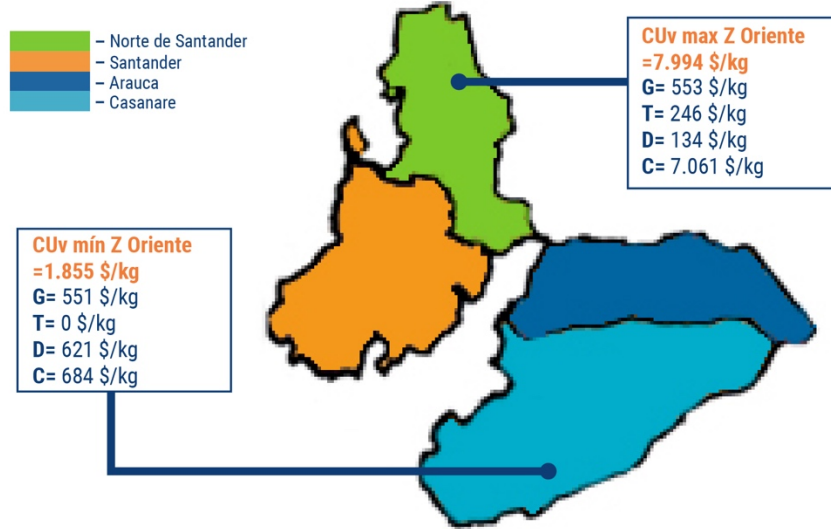 – Norte de Santander
– Santander
– Arauca
– Casanare
CUv max Z Oriente
=7.994 $/kg
G= 553 $/kg
T= 246 $/kg
D= 134 $/kg
C= 7.061 $/kg
CUv mín Z Oriente
=1.855 $/kg
G= 551 $/kg
T= 0 $/kg
D= 621 $/kg
C= 684 $/kg